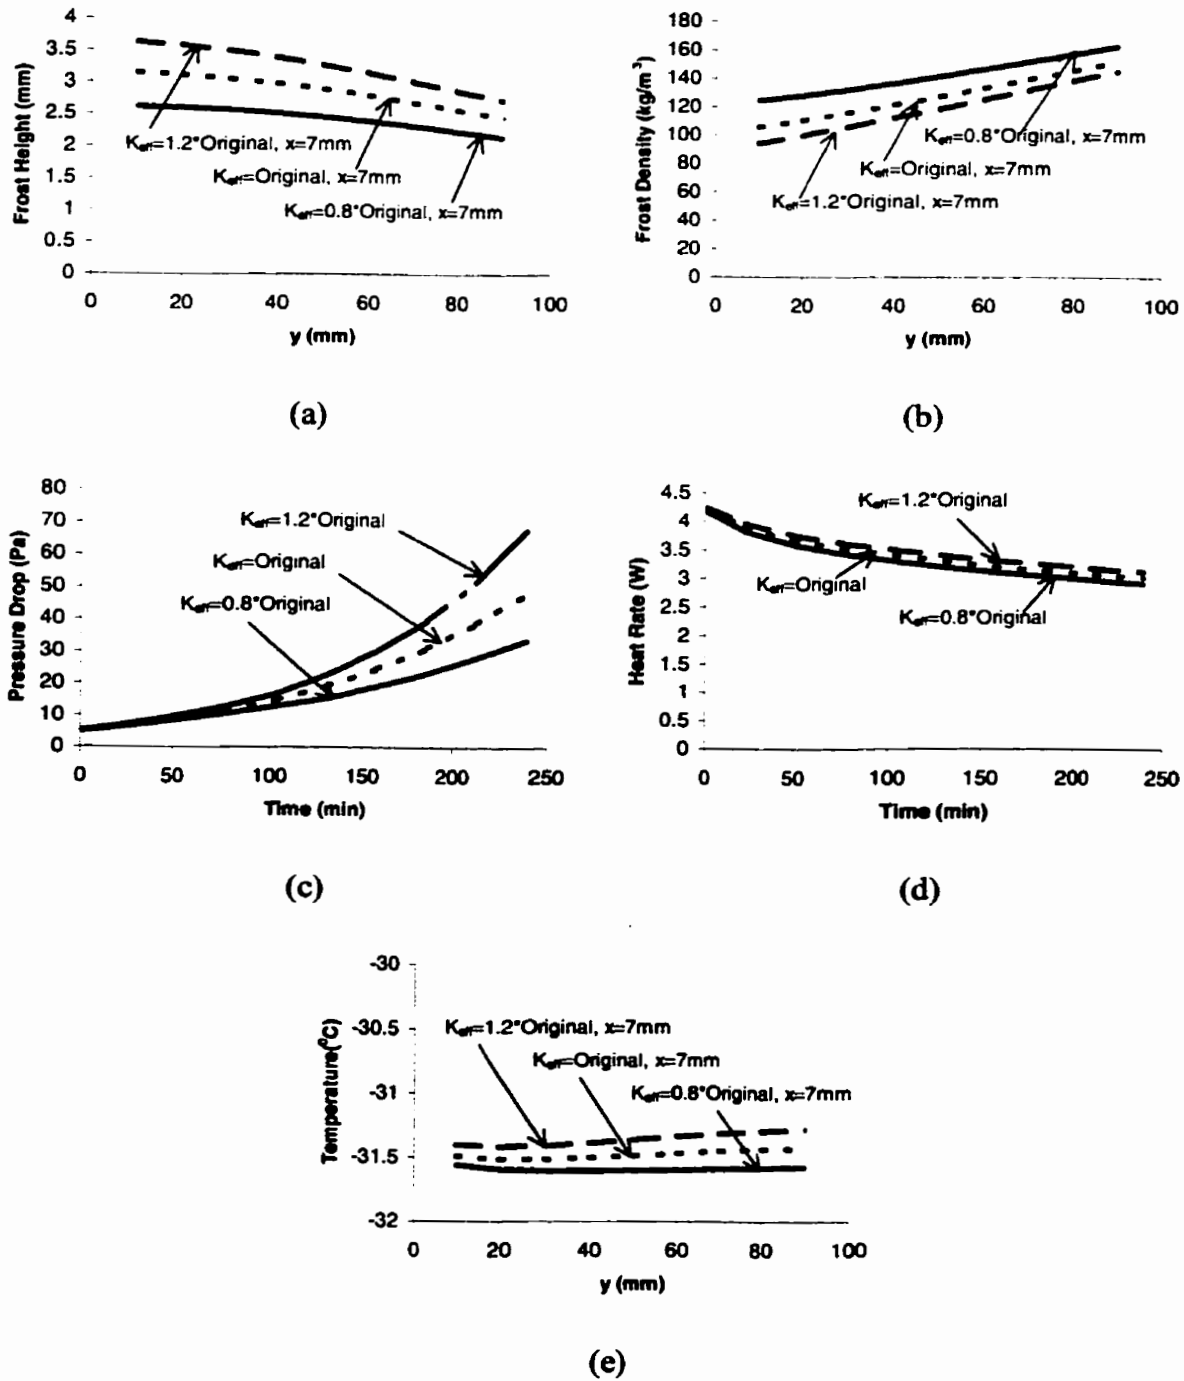 4
3.5
3
2.5
2
1.5
1
0.5
0
Frost Height (mm)
Keff=1.2*Original, x=7mm
Keff=Original, x=7mm
Keff=0.8*Original, x=7mm
0 20 40 60 80 100
y (mm)
(a)
180
160
140
120
100
80
60
40
20
0
Frost Density (kg/m³)
Keff=0.8*Original, x=7mm
Keff=Original, x=7mm
Keff=1.2*Original, x=7mm
0 20 40 60 80 100
y (mm)
(b)
80
70
60
50
40
30
20
10
0
Pressure Drop (Pa)
Keff=1.2*Original
Keff=Original
Keff=0.8*Original
0 50 100 150 200 250
Time (min)
(c)
4.5
4
3.5
3
2.5
2
1.5
1
0.5
0
Heat Rate (W)
Keff=1.2*Original
Keff=Original
Keff=0.8*Original
0 50 100 150 200 250
Time (min)
(d)
-30
-30.5
-31
-31.5
-32
Temperature(⁰C)
Keff=1.2*Original, x=7mm
Keff=Original, x=7mm
Keff=0.8*Original, x=7mm
0 20 40 60 80 100
y (mm)
(e)